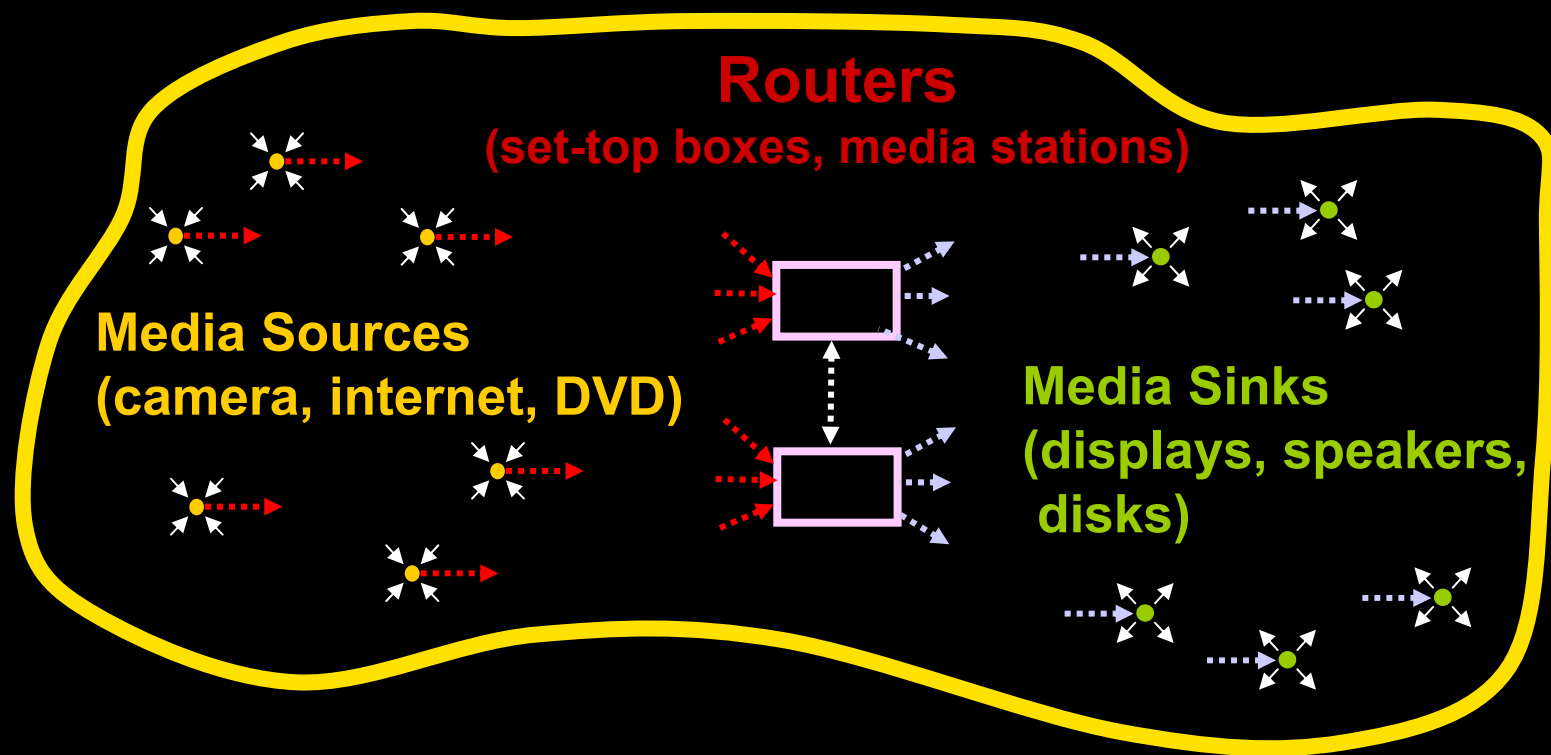 Routers
(set-top boxes, media stations)
Media Sources
(camera, internet, DVD)
Media Sinks
(displays, speakers,
disks)